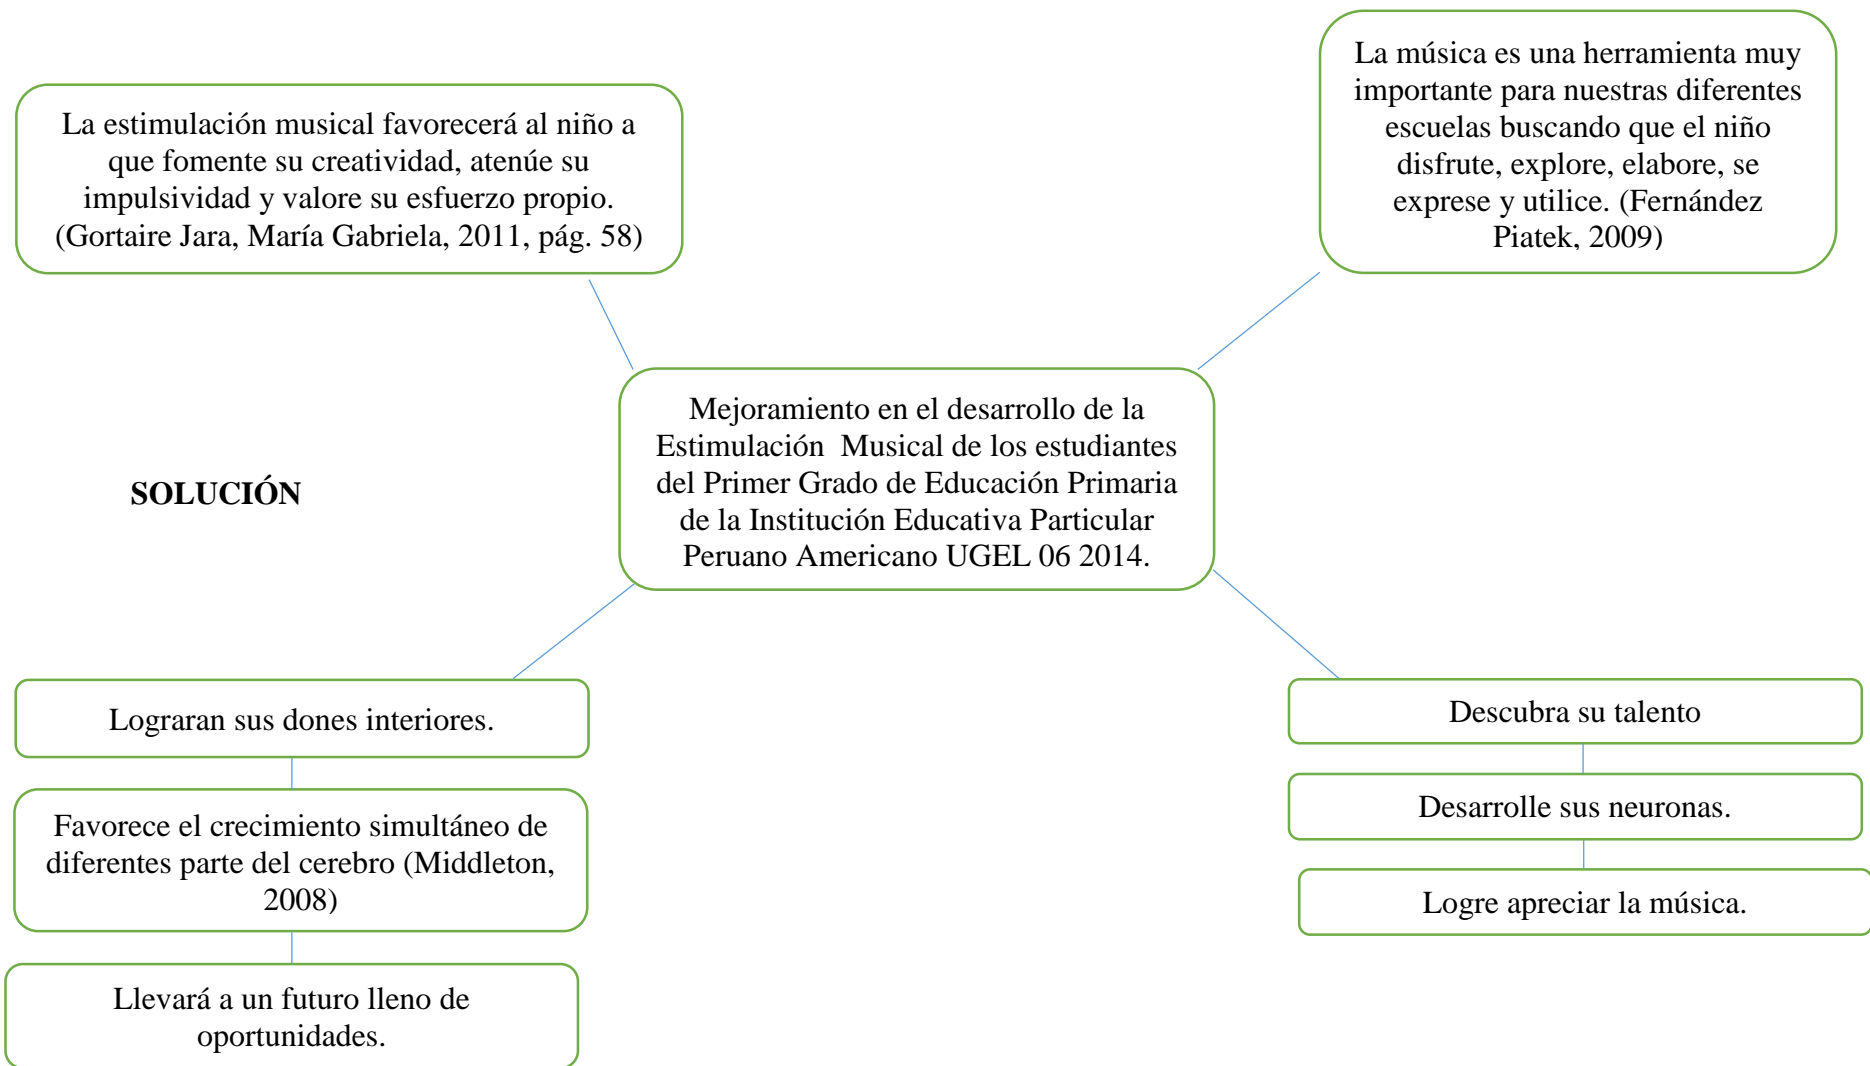 La estimulación musical favorecerá al niño a
que fomente su creatividad, atenúe su
impulsividad y valore su esfuerzo propio.
(Gortaire Jara, María Gabriela, 2011, pág. 58)
La música es una herramienta muy
importante para nuestras diferentes
escuelas buscando que el niño
disfrute, explore, elabore, se
exprese y utilice. (Fernández
Piatek, 2009)
SOLUCIÓN
Mejoramiento en el desarrollo de la
Estimulación  Musical de los estudiantes
del Primer Grado de Educación Primaria
de la Institución Educativa Particular
Peruano Americano UGEL 06 2014.
Lograran sus dones interiores.
Favorece el crecimiento simultáneo de
diferentes parte del cerebro (Middleton,
2008)
Llevará a un futuro lleno de
oportunidades.
Descubra su talento
Desarrolle sus neuronas.
Logre apreciar la música.